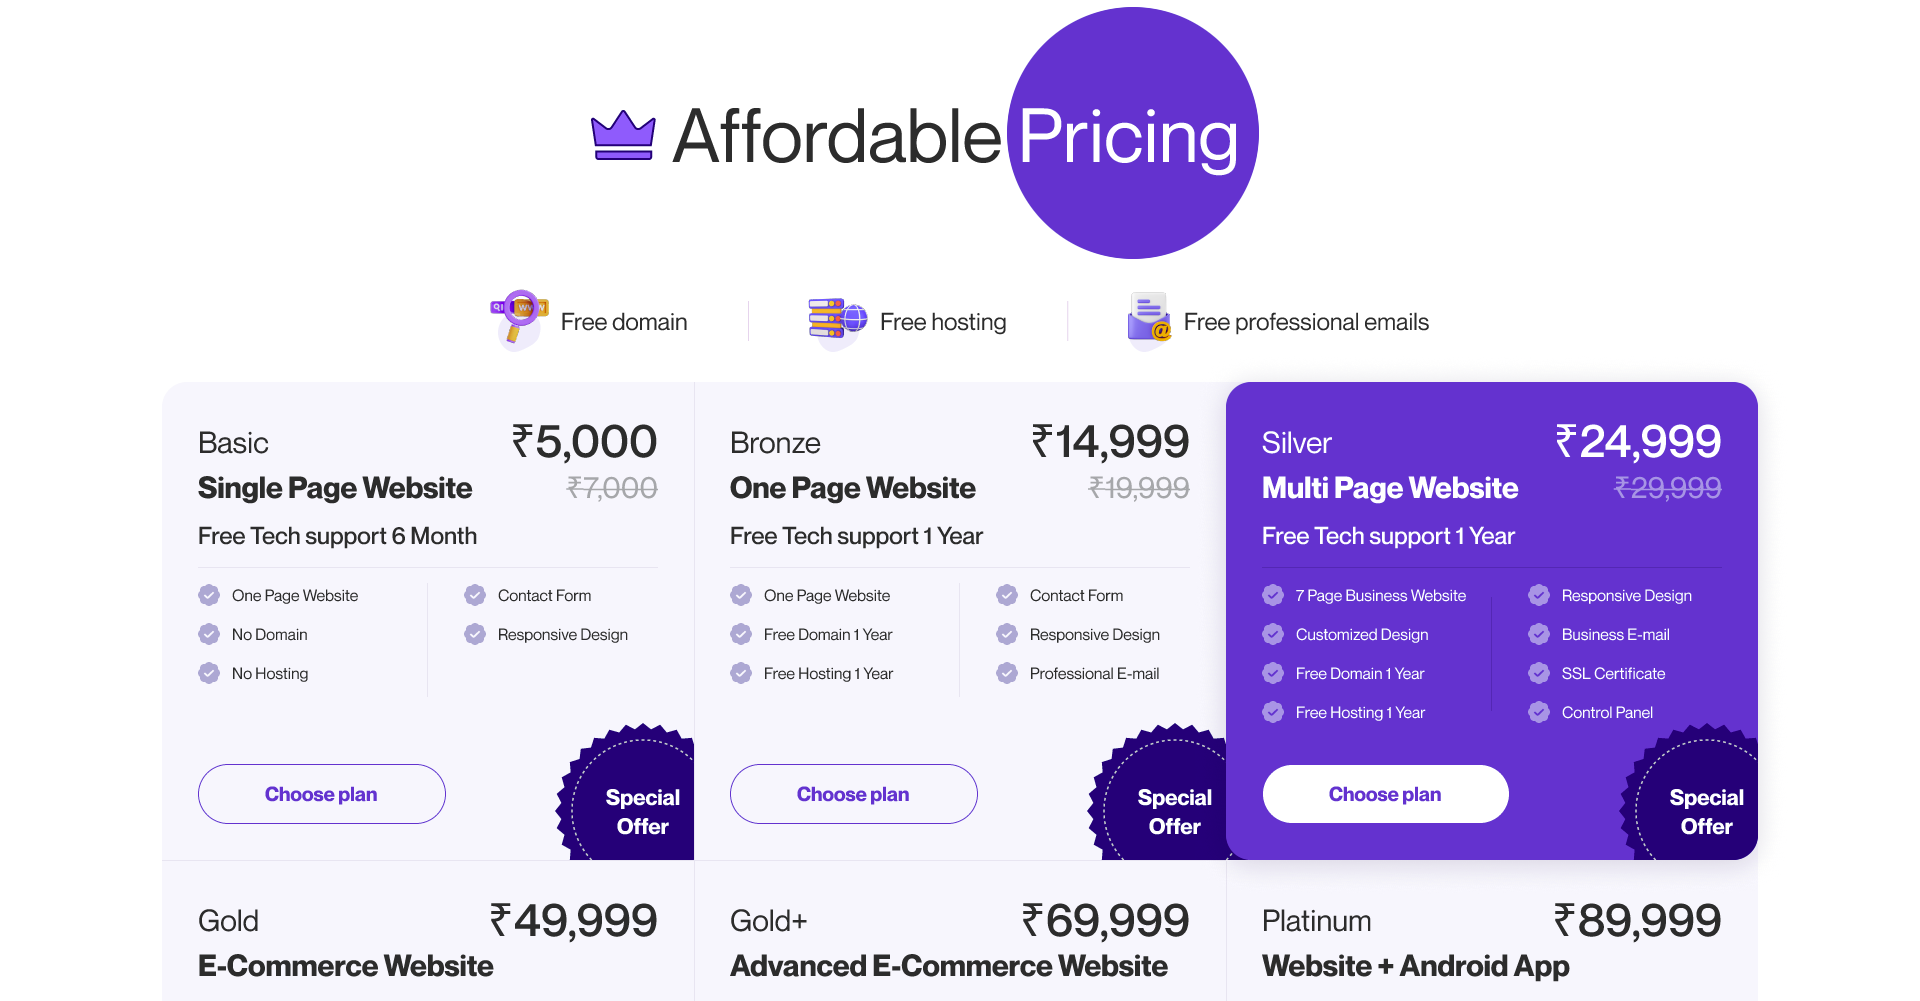 Affordable Pricing
Free domain
Free hosting
Free professional emails
Basic
₹5,000
Single Page Website
₹7,000
Free Tech support 6 Month
One Page Website
No Domain
No Hosting
Contact Form
Responsive Design
Choose plan
Special
Offer
Bronze
₹14,999
One Page Website
₹19,999
Free Tech support 1 Year
One Page Website
Free Domain 1 Year
Free Hosting 1 Year
Contact Form
Responsive Design
Professional E-mail
Choose plan
Special
Offer
Silver
₹24,999
Multi Page Website
₹29,999
Free Tech support 1 Year
7 Page Business Website
Customized Design
Free Domain 1 Year
Free Hosting 1 Year
Responsive Design
Business E-mail
SSL Certificate
Control Panel
Choose plan
Special
Offer
Gold
₹49,999
E-Commerce Website
Gold+
₹69,999
Advanced E-Commerce Website
Platinum
₹89,999
Website + Android App